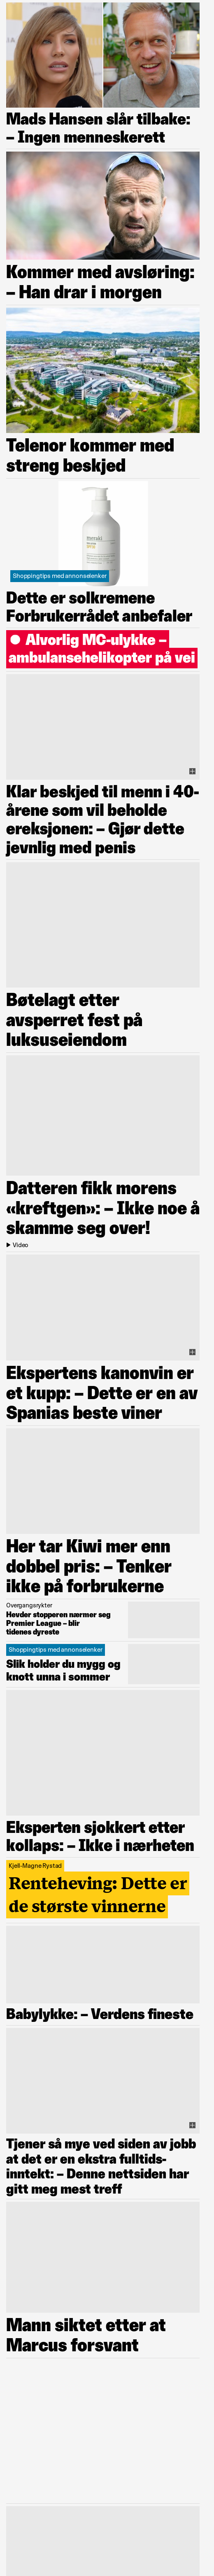 Mads Hansen slår tilbake:
– Ingen menneskerett
Kommer med avsløring:
– Han drar i morgen
Telenor kommer med
streng beskjed
meraki
Shoppingtips med annonselenker
Dette er solkremene
Forbrukerrådet anbefaler
Alvorlig MC-ulykke –
ambulansehelikopter på vei
Klar beskjed til menn i 40-
årene som vil beholde
ereksjonen: – Gjør dette
jevnlig med penis
Bøtelagt etter
avsperret fest på
luksuseiendom
Datteren fikk morens
«kreftgen»: – Ikke noe å
skamme seg over!
Video
Ekspertens kanonvin er
et kupp: – Dette er en av
Spanias beste viner
Her tar Kiwi mer enn
dobbel pris: – Tenker
ikke på forbrukerne
Overgangsrykter
Hevder stopperen nærmer seg
Premier League – blir
tidenes dyreste
Shoppingtips med annonselenker
Slik holder du mygg og
knott unna i sommer
Eksperten sjokkert etter
kollaps: – Ikke i nærheten
Kjell-Magne Rystad
Renteheving: Dette er
de største vinnerne
Babylykke: – Verdens fineste
Tjener så mye ved siden av jobb
at det er en ekstra fulltids-
inntekt: – Denne nettsiden har
gitt meg mest treff
Mann siktet etter at
Marcus forsvant